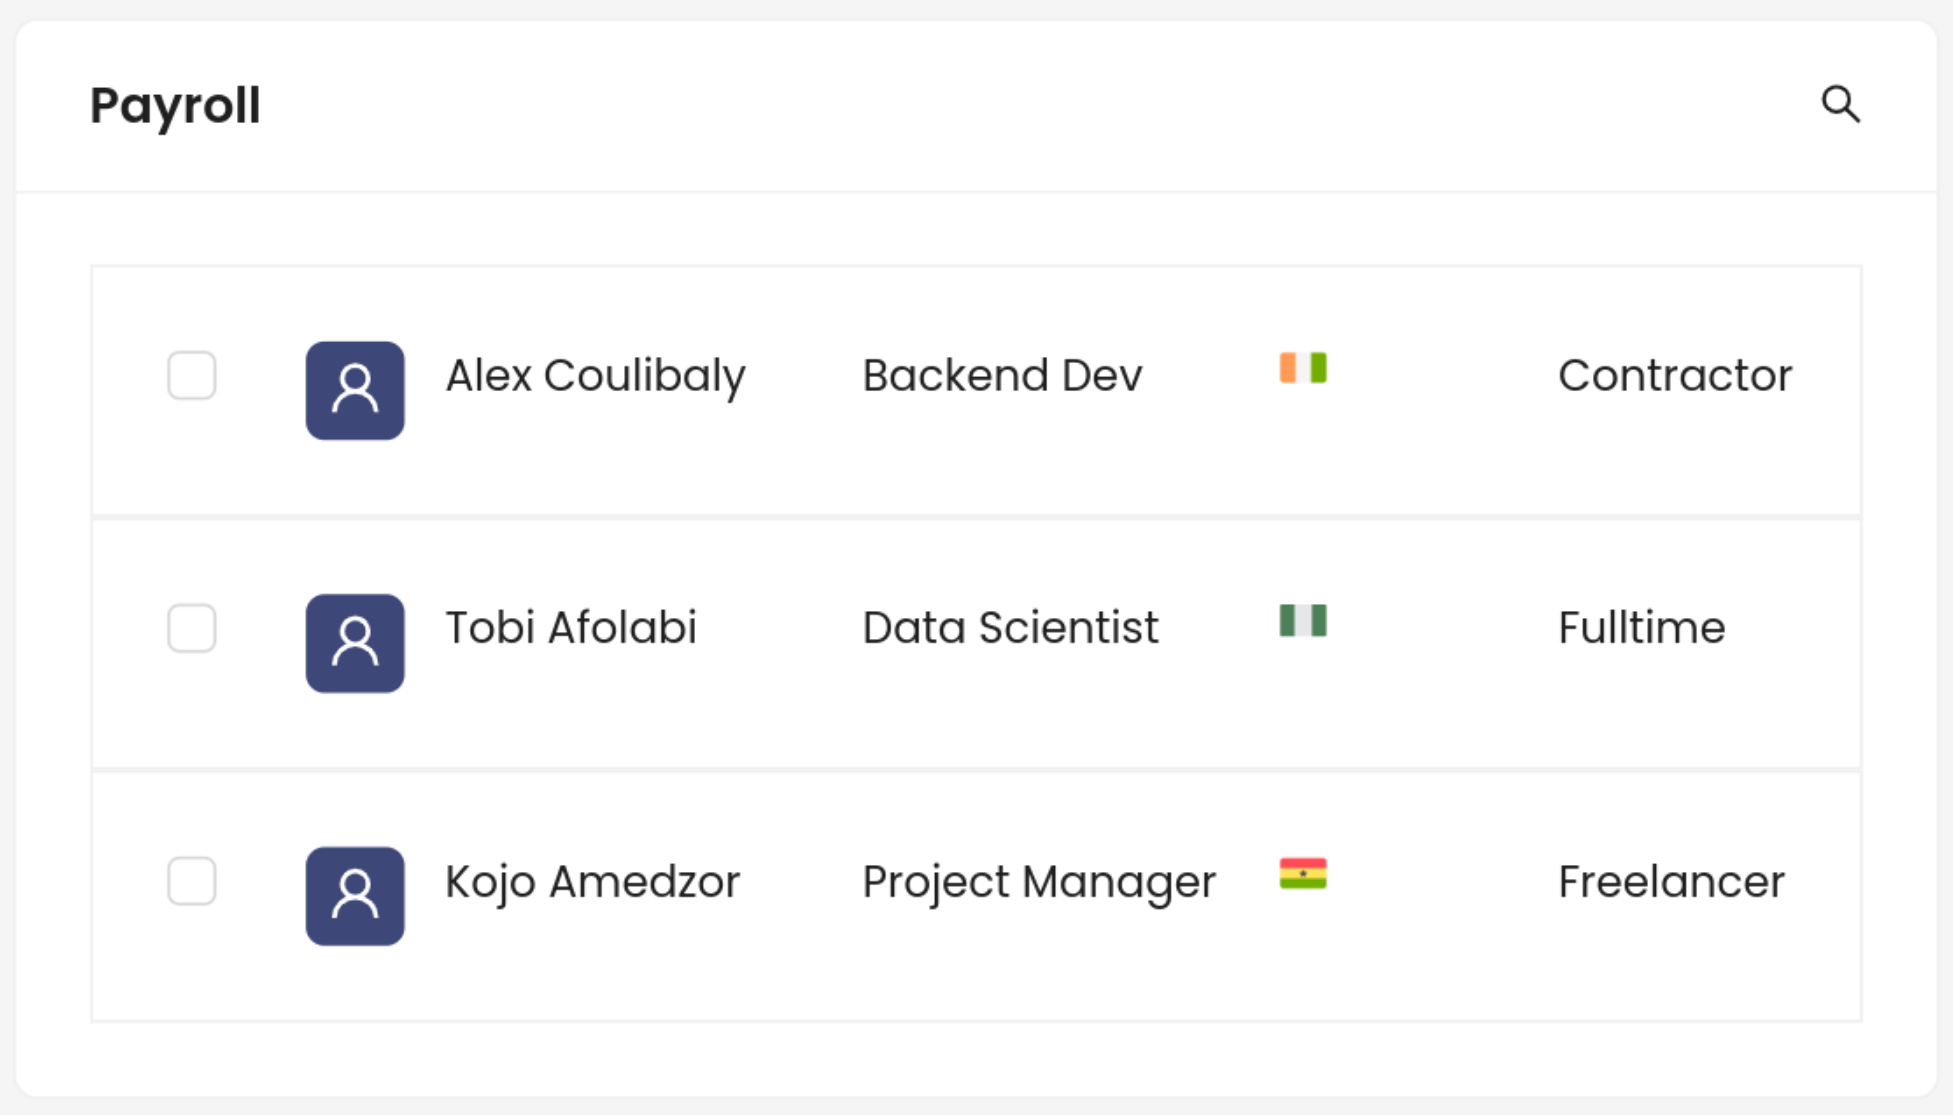 Payroll
Alex Coulibaly Backend Dev Contractor
Tobi Afolabi Data Scientist Fulltime
Kojo Amedzor Project Manager Freelancer